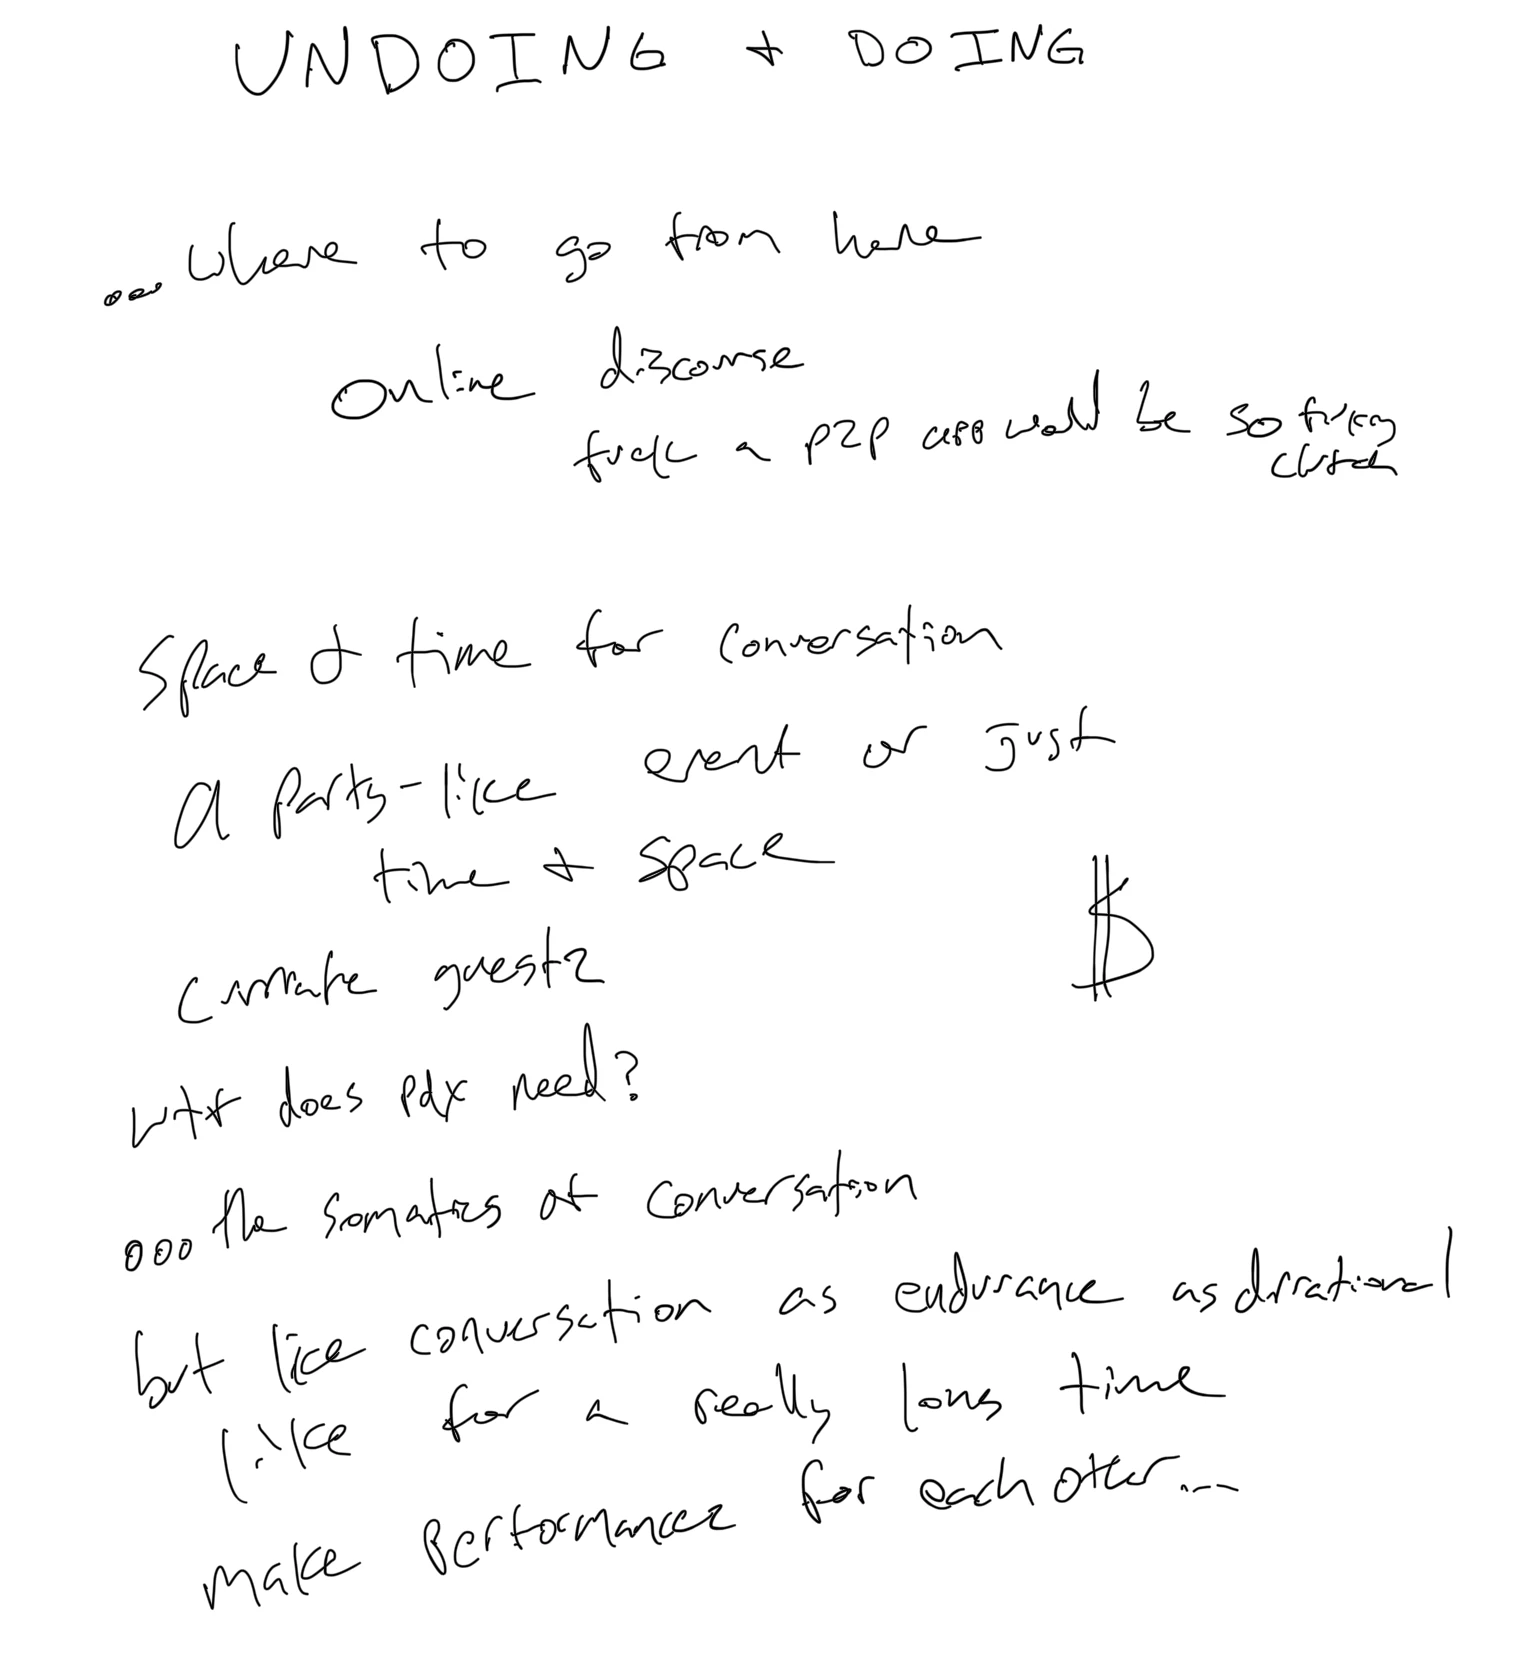 UNDOING + DOING
...where to go from here
online discourse
fuck a p2p app would be so fucking
clutch
Space & time for conversation
a party-like event or just
time + space
$
curate guestz
wtf does pdx need?
...the somatics of conversation
but like conversation as endurance as durational
like for a really long time
make performancez for each other...